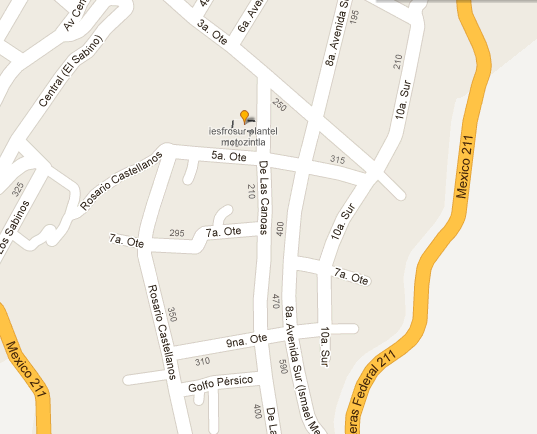 Av Cen
3a. Ote
6a. Ave
8a. Avenida S
195
210
Central (El Sabino)
10a. Sur
250
iesfrosur plantel
motozintla
5a. Ote
315
Mexico 211
Rosario Castellanos
325
Los Sabinos
De Las Canoas
210
400
10a. Sur
7a. Ote
295
7a. Ote
7a. Ote
Rosario Castellanos
350
470
8a. Avenida Sur (Ismael Me
10a. Sur
9na. Ote
310
590
Mexico 211
Golfo Pérsico
400
De La
eras Federal 211